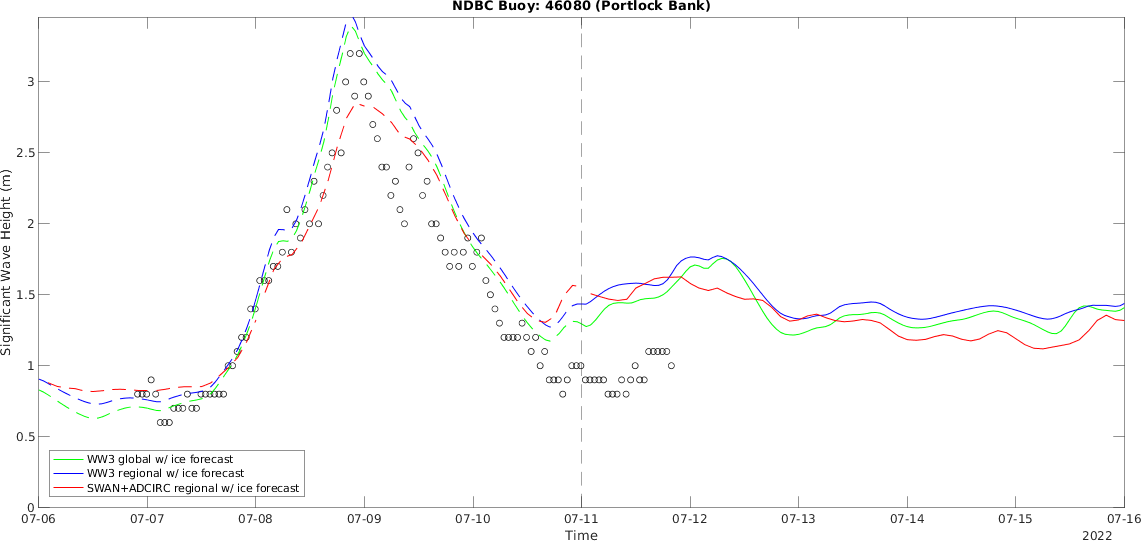 NDBC Buoy: 46080 (Portlock Bank)
Significant Wave Height (m)
3
2.5
2
1.5
1
0.5
0
WW3 global w/ ice forecast
WW3 regional w/ ice forecast
SWAN+ADCIRC regional w/ ice forecast
07-06 07-07 07-08 07-09 07-10 07-11 07-12 07-13 07-14 07-15 07-16
Time
2022